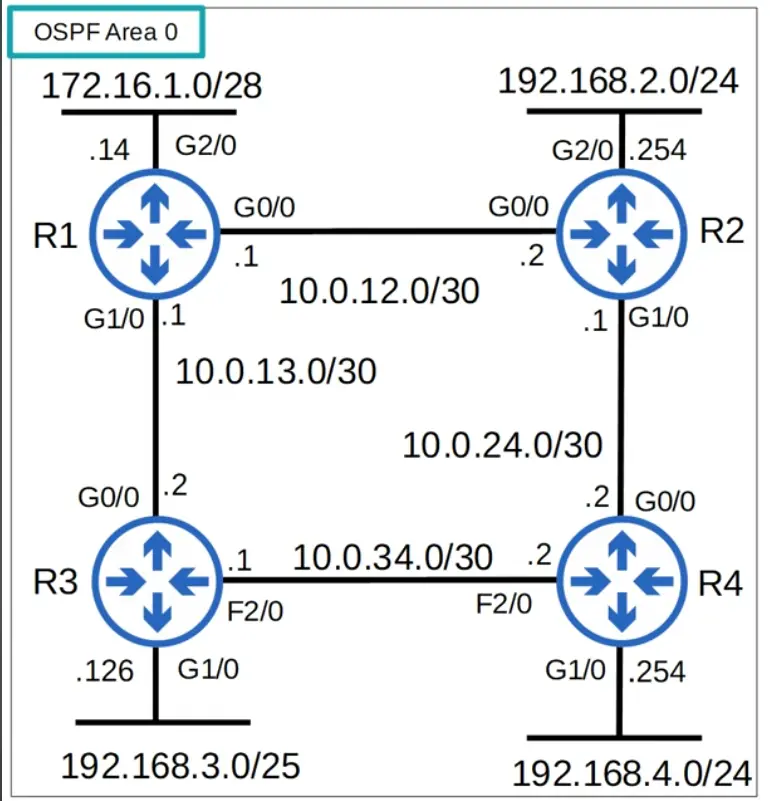 OSPF Area 0
172.16.1.0/28
192.168.2.0/24
.14
G2/0
G2/0
.254
R1
G0/0
G0/0
R2
.1
.2
10.0.12.0/30
G1/0
.1
.1
G1/0
10.0.13.0/30
10.0.24.0/30
G0/0
.2
.2
G0/0
R3
.1
10.0.34.0/30
.2
R4
F2/0
F2/0
.126
G1/0
G1/0
.254
192.168.3.0/25
192.168.4.0/24